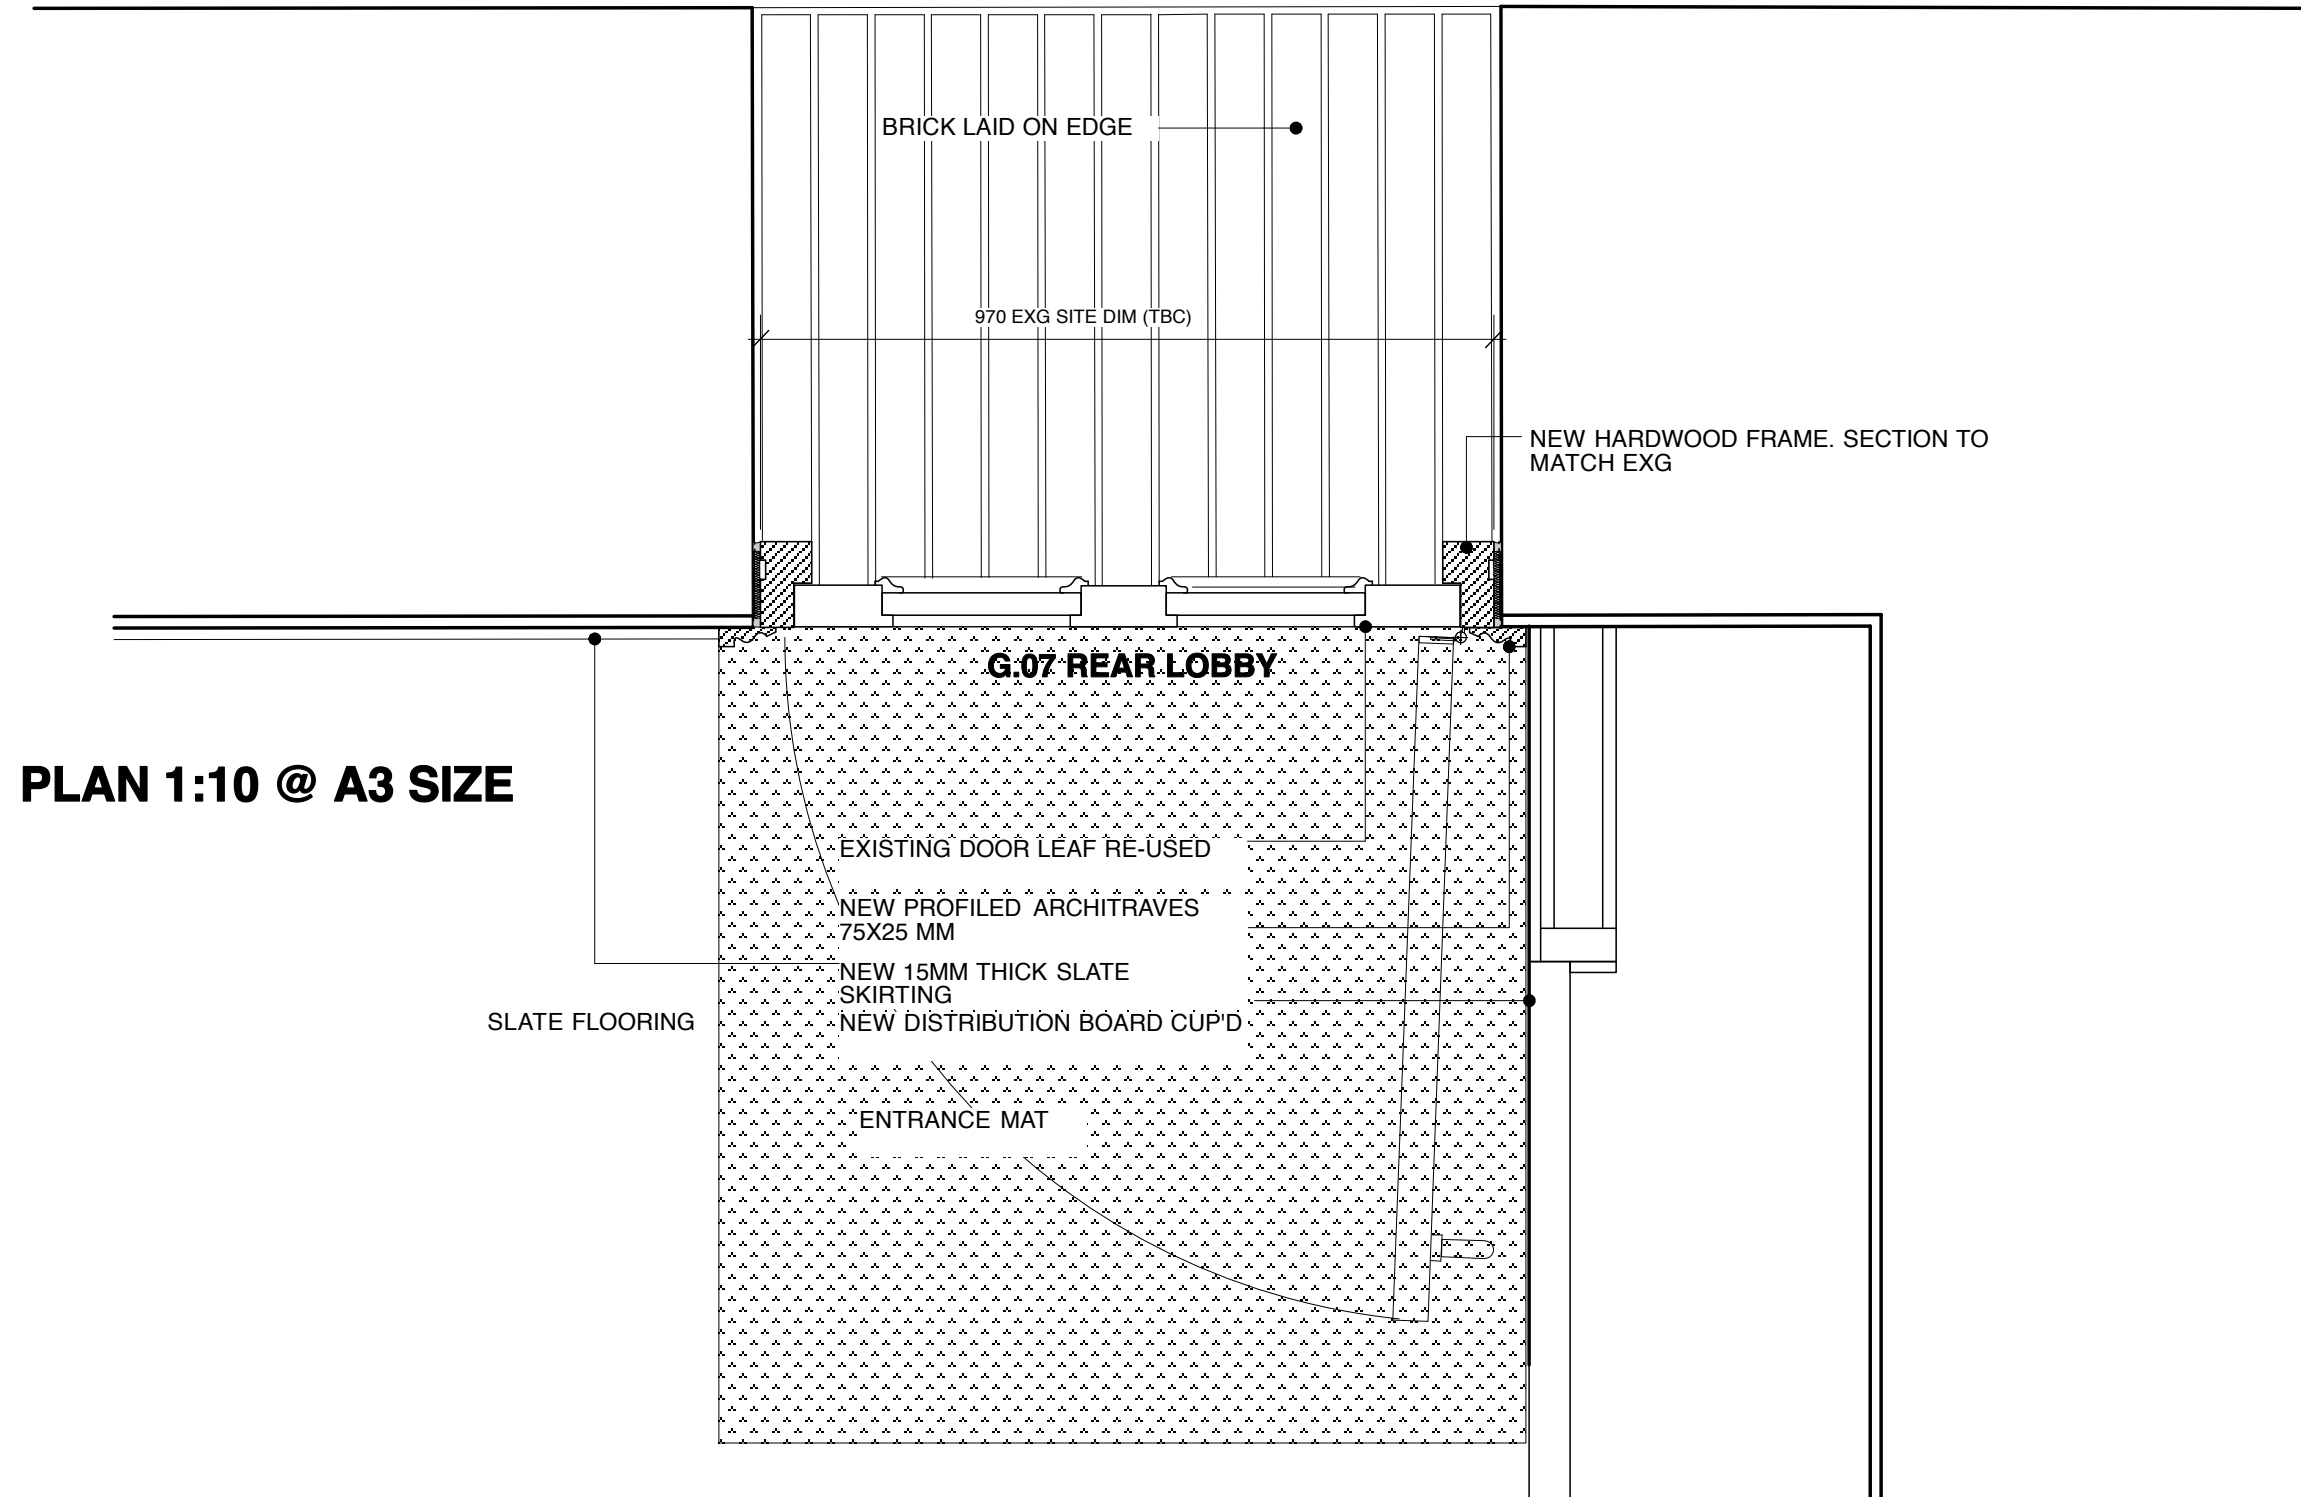 BRICK LAID ON EDGE
970 EXG SITE DIM (TBC)
NEW HARDWOOD FRAME. SECTION TO
MATCH EXG
G.07 REAR LOBBY
PLAN 1:10 @ A3 SIZE
EXISTING DOOR LEAF RE-USED
NEW PROFILED ARCHITRAVES
75X25 MM
NEW 15MM THICK SLATE
SKIRTING
SLATE FLOORING
NEW DISTRIBUTION BOARD CUP'D
ENTRANCE MAT